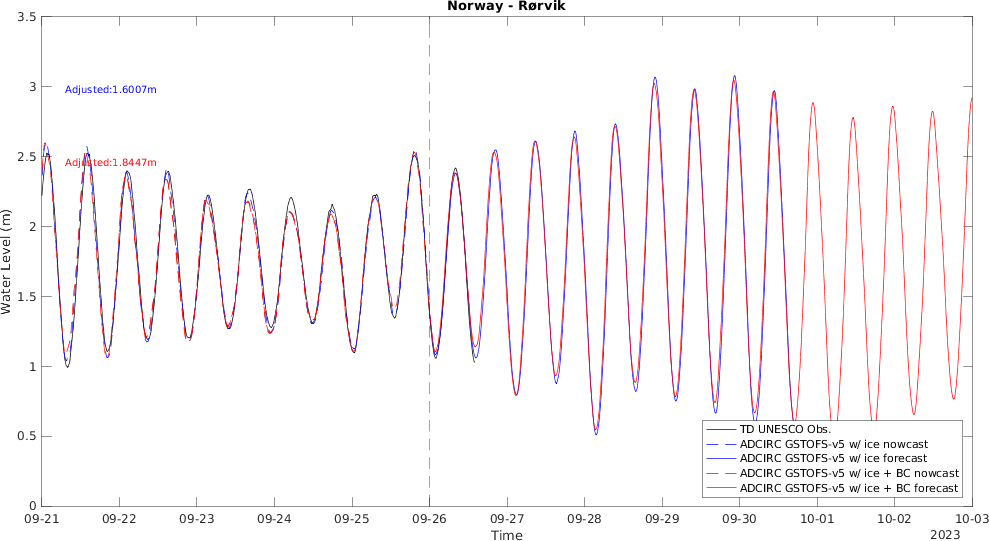 Norway - Rørvik
3.5
3
2.5
2
1.5
1
0.5
0
Water Level (m)
Adjusted:1.6007m
Adjusted:1.8447m
TD UNESCO Obs.
ADCIRC GSTOFS-v5 w/ ice nowcast
ADCIRC GSTOFS-v5 w/ ice forecast
ADCIRC GSTOFS-v5 w/ ice + BC nowcast
ADCIRC GSTOFS-v5 w/ ice + BC forecast
09-21 09-22 09-23 09-24 09-25 09-26 09-27 09-28 09-29 09-30 10-01 10-02 10-03
Time
2023